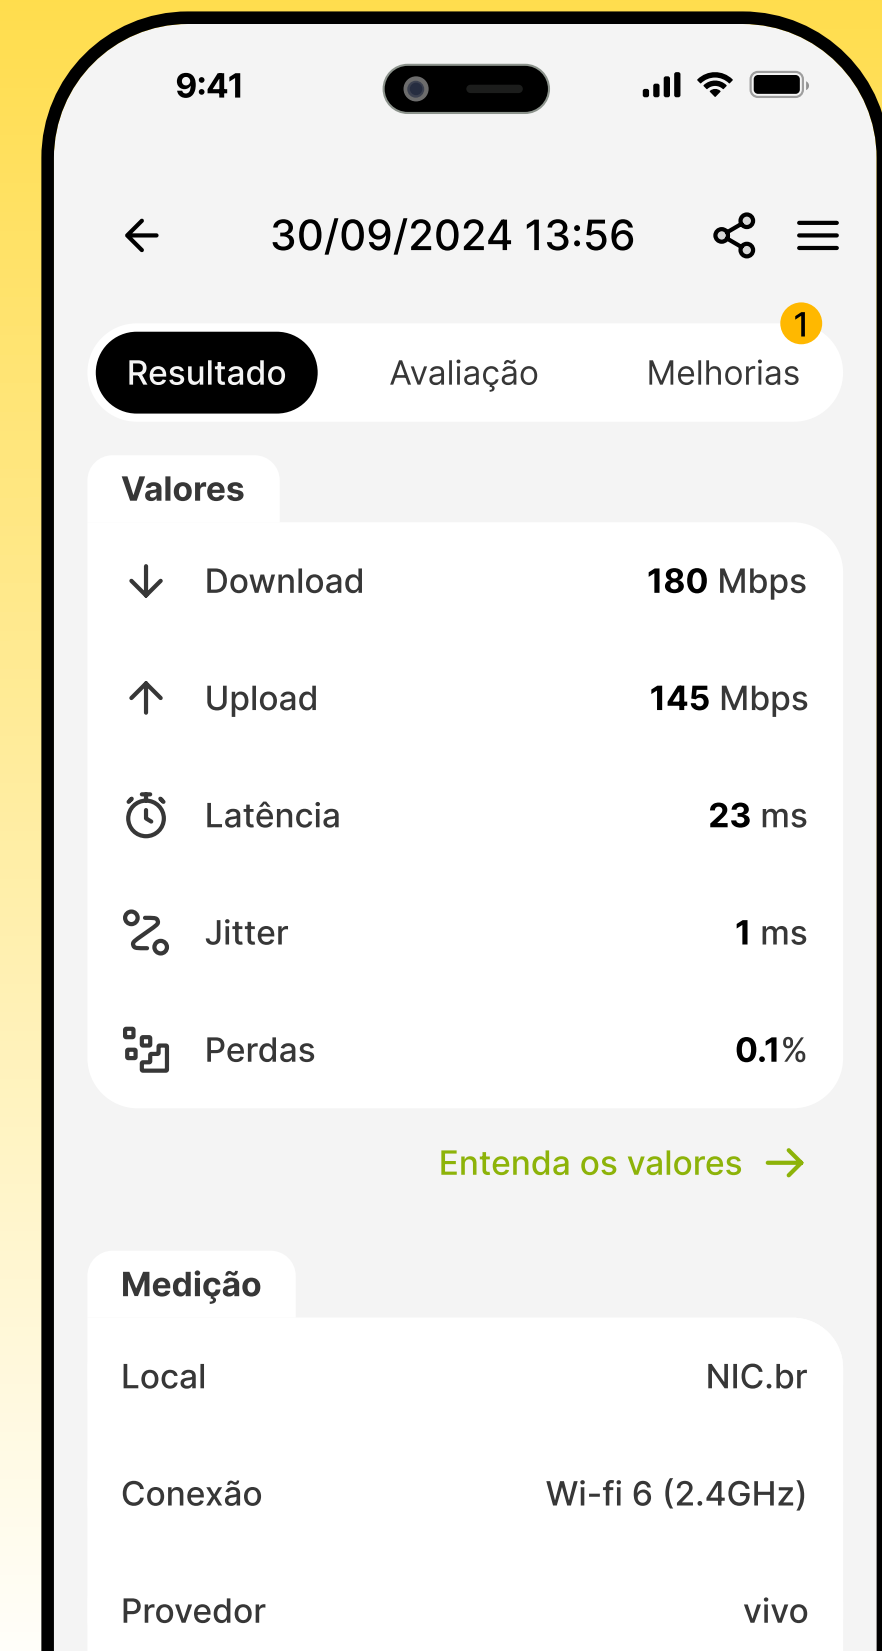 9:41
30/09/2024 13:56
1
Resultado Avaliação Melhorias
Valores
Download 180 Mbps
Upload 145 Mbps
Latência 23 ms
Jitter 1 ms
Perdas 0.1%
Entenda os valores
Medição
Local NIC.br
Conexão Wi-fi 6 (2.4GHz)
Provedor vivo